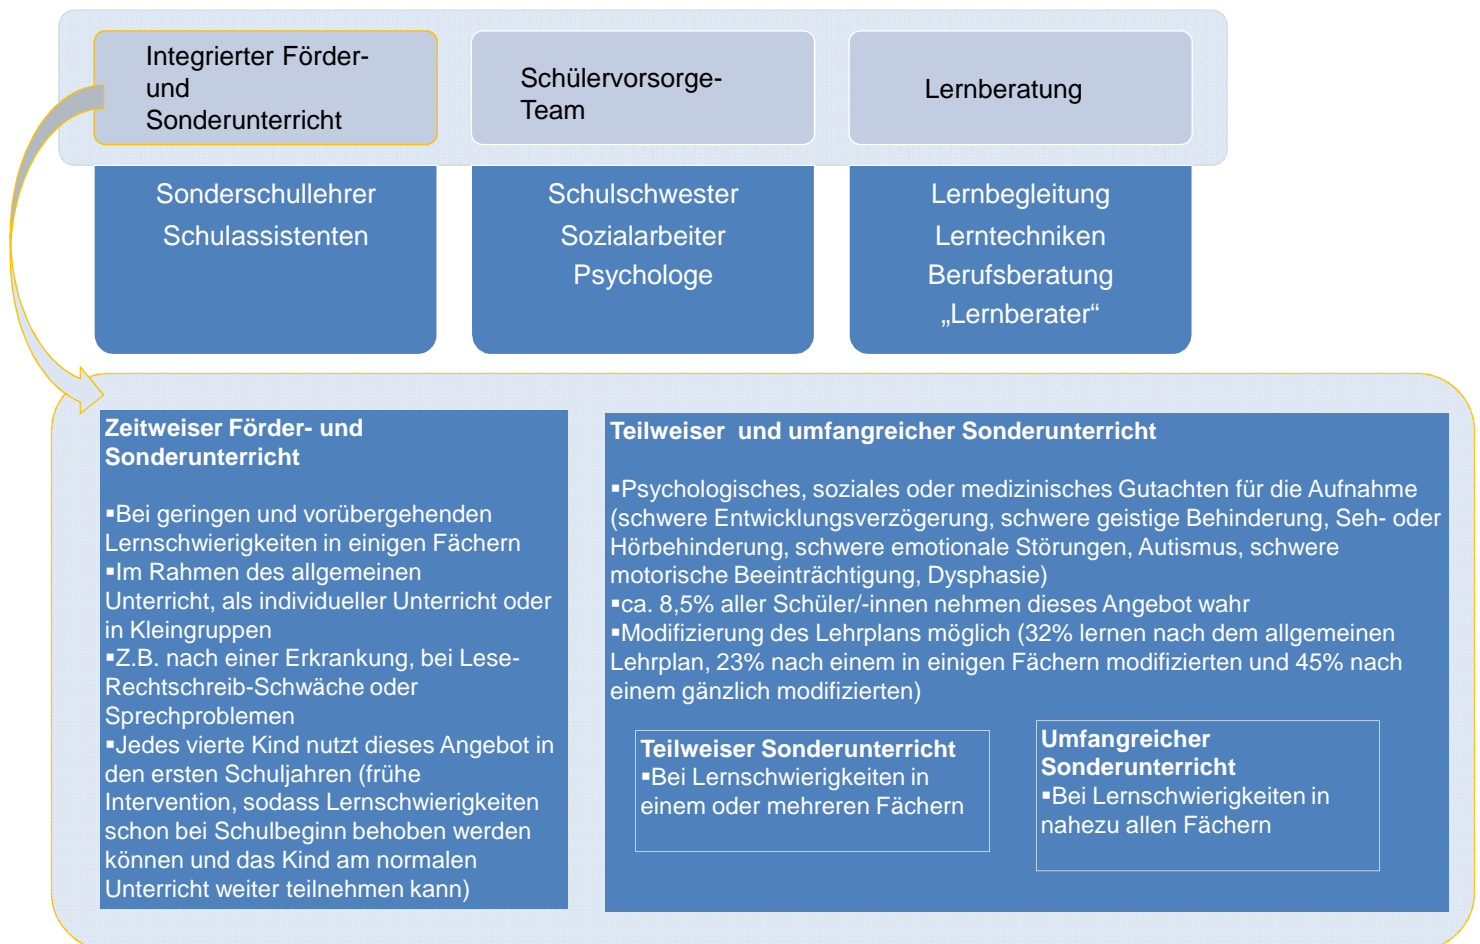 Integrierter Förder-
und
Sonderunterricht
Schülervorsorge-
Team
Lernberatung
Sonderschullehrer
Schulassistenten
Schulschwester
Sozialarbeiter
Psychologe
Lernbegleitung
Lerntechniken
Berufsberatung
„Lernberater“
Zeitweiser Förder- und
Sonderunterricht
▪Bei geringen und vorübergehenden
Lernschwierigkeiten in einigen Fächern
▪Im Rahmen des allgemeinen
Unterricht, als individueller Unterricht oder
in Kleingruppen
▪Z.B. nach einer Erkrankung, bei Lese-
Rechtschreib-Schwäche oder
Sprechproblemen
▪Jedes vierte Kind nutzt dieses Angebot in
den ersten Schuljahren (frühe
Intervention, sodass Lernschwierigkeiten
schon bei Schulbeginn behoben werden
können und das Kind am normalen
Unterricht weiter teilnehmen kann)
Teilweiser und umfangreicher Sonderunterricht
▪Psychologisches, soziales oder medizinisches Gutachten für die Aufnahme
(schwere Entwicklungsverzögerung, schwere geistige Behinderung, Seh- oder
Hörbehinderung, schwere emotionale Störungen, Autismus, schwere
motorische Beeinträchtigung, Dysphasie)
▪ca. 8,5% aller Schüler/-innen nehmen dieses Angebot wahr
▪Modifizierung des Lehrplans möglich (32% lernen nach dem allgemeinen
Lehrplan, 23% nach einem in einigen Fächern modifizierten und 45% nach
einem gänzlich modifizierten)
Teilweiser Sonderunterricht
▪Bei Lernschwierigkeiten in
einem oder mehreren Fächern
Umfangreicher
Sonderunterricht
▪Bei Lernschwierigkeiten in
nahezu allen Fächern